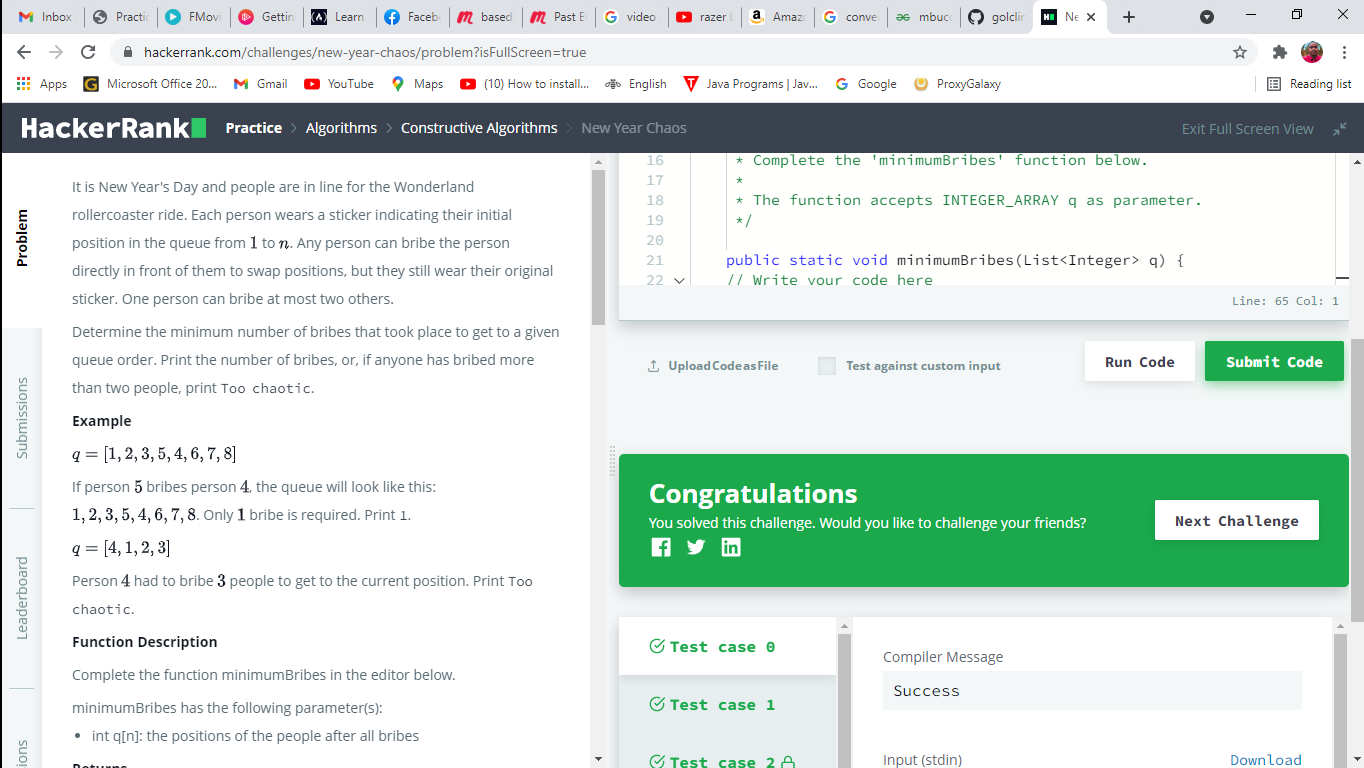 Inbox
Practic
FMovi
Gettin
Learn
Faceb
based
Past E
video
razer b
Amazo
conve
mbuco
golclin
Ne
hackerrank.com/challenges/new-year-chaos/problem?isFullScreen=true
Apps Microsoft Office 20... Gmail YouTube Maps (10) How to install... English Java Programs | Jav... Google ProxyGalaxy Reading list
HackerRank Practice Algorithms Constructive Algorithms New Year Chaos Exit Full Screen View
Problem
Submissions
Leaderboard
It is New Year's Day and people are in line for the Wonderland
rollercoaster ride. Each person wears a sticker indicating their initial
position in the queue from 1 to n. Any person can bribe the person
directly in front of them to swap positions, but they still wear their original
sticker. One person can bribe at most two others.
Determine the minimum number of bribes that took place to get to a given
queue order. Print the number of bribes, or, if anyone has bribed more
than two people, print Too chaotic.
Example
q = [1, 2, 3, 5, 4, 6, 7, 8]
If person 5 bribes person 4, the queue will look like this:
1, 2, 3, 5, 4, 6, 7, 8. Only 1 bribe is required. Print 1.
q = [4, 1, 2, 3]
Person 4 had to bribe 3 people to get to the current position. Print Too
chaotic.
Function Description
Complete the function minimumBribes in the editor below.
minimumBribes has the following parameter(s):
• int q[n]: the positions of the people after all bribes
Returns
16 * Complete the 'minimumBribes' function below.
17 *
18 * The function accepts INTEGER_ARRAY q as parameter.
19 */
20
21 public static void minimumBribes(List<Integer> q) {
22 // Write your code here
Line: 65 Col: 1
Upload Code as File Test against custom input Run Code Submit Code
Congratulations
You solved this challenge. Would you like to challenge your friends?
Next Challenge
Test case 0
Test case 1
Test case 2
Compiler Message
Success
Input (stdin) Download